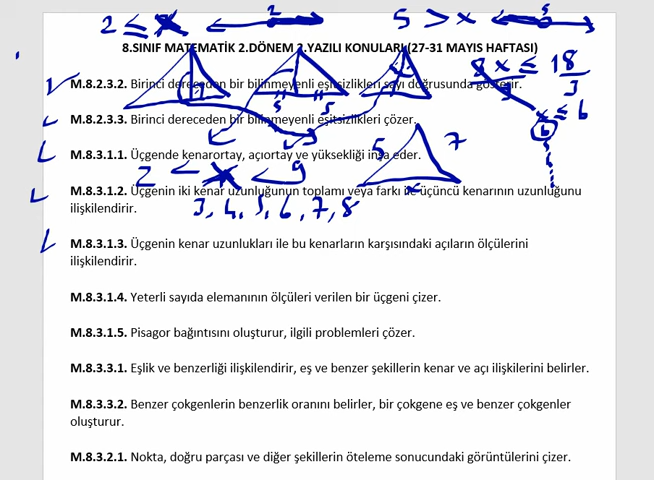 2 ≤ x
2
5 > x
5
8.SINIF MATEMATİK 2.DÖNEM 2.YAZILI KONULARI(27-31 MAYIS HAFTASI)
x ≤ 18
3
M.8.2.3.2. Birinci dereceden bir bilinmeyenli eşitsizlikleri sayı doğrusunda gösterir.
5 5
x ≤ 6
6
M.8.2.3.3. Birinci dereceden bir bilinmeyenli eşitsizlikleri çözer.
5 7
M.8.3.1.1. Üçgende kenarortay, açıortay ve yüksekliği inşa eder.
2 < x < 9
x
M.8.3.1.2. Üçgenin iki kenar uzunluğunun toplamı veya farkı ile üçüncü kenarının uzunluğunu
ilişkilendirir.
3, 4, 5, 6, 7, 8
M.8.3.1.3. Üçgenin kenar uzunlukları ile bu kenarların karşısındaki açıların ölçülerini
ilişkilendirir.
M.8.3.1.4. Yeterli sayıda elemanının ölçüleri verilen bir üçgeni çizer.
M.8.3.1.5. Pisagor bağıntısını oluşturur, ilgili problemleri çözer.
M.8.3.3.1. Eşlik ve benzerliği ilişkilendirir, eş ve benzer şekillerin kenar ve açı ilişkilerini belirler.
M.8.3.3.2. Benzer çokgenlerin benzerlik oranını belirler, bir çokgene eş ve benzer çokgenler
oluşturur.
M.8.3.2.1. Nokta, doğru parçası ve diğer şekillerin öteleme sonucundaki görüntülerini çizer.